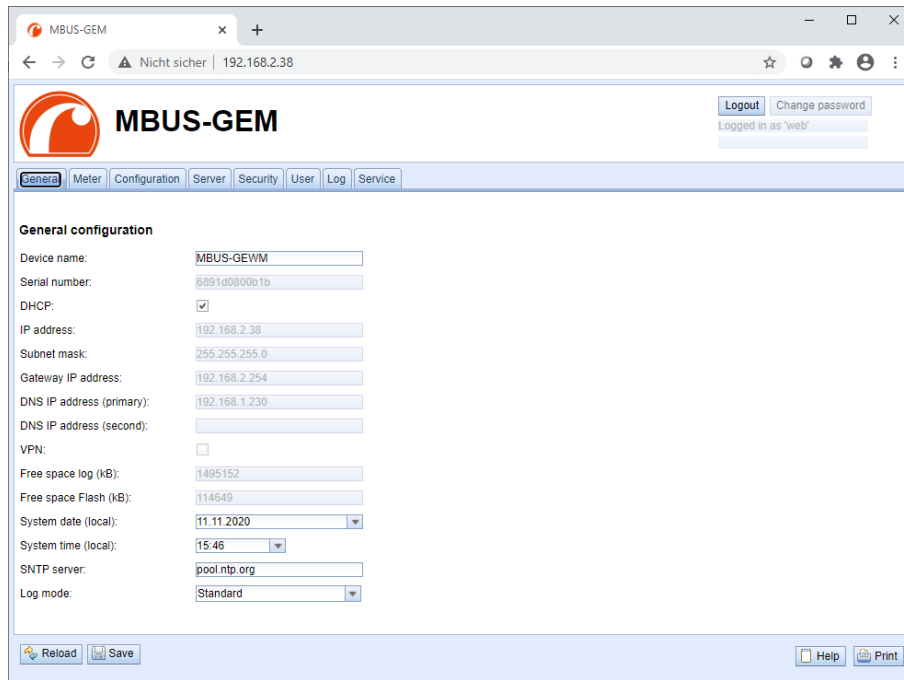 MBUS-GEM
Nicht sicher | 192.168.2.38
MBUS-GEM
Logout Change password
Logged in as 'web'
General Meter Configuration Server Security User Log Service
General configuration
Device name: MBUS-GEWM
Serial number: 6891d0800b1b
DHCP:
IP address: 192.168.2.38
Subnet mask: 255.255.255.0
Gateway IP address: 192.168.2.254
DNS IP address (primary): 192.168.1.230
DNS IP address (second):
VPN:
Free space log (kB): 1495152
Free space Flash (kB): 114649
System date (local): 11.11.2020
System time (local): 15:46
SNTP server: pool.ntp.org
Log mode: Standard
Reload Save Help Print